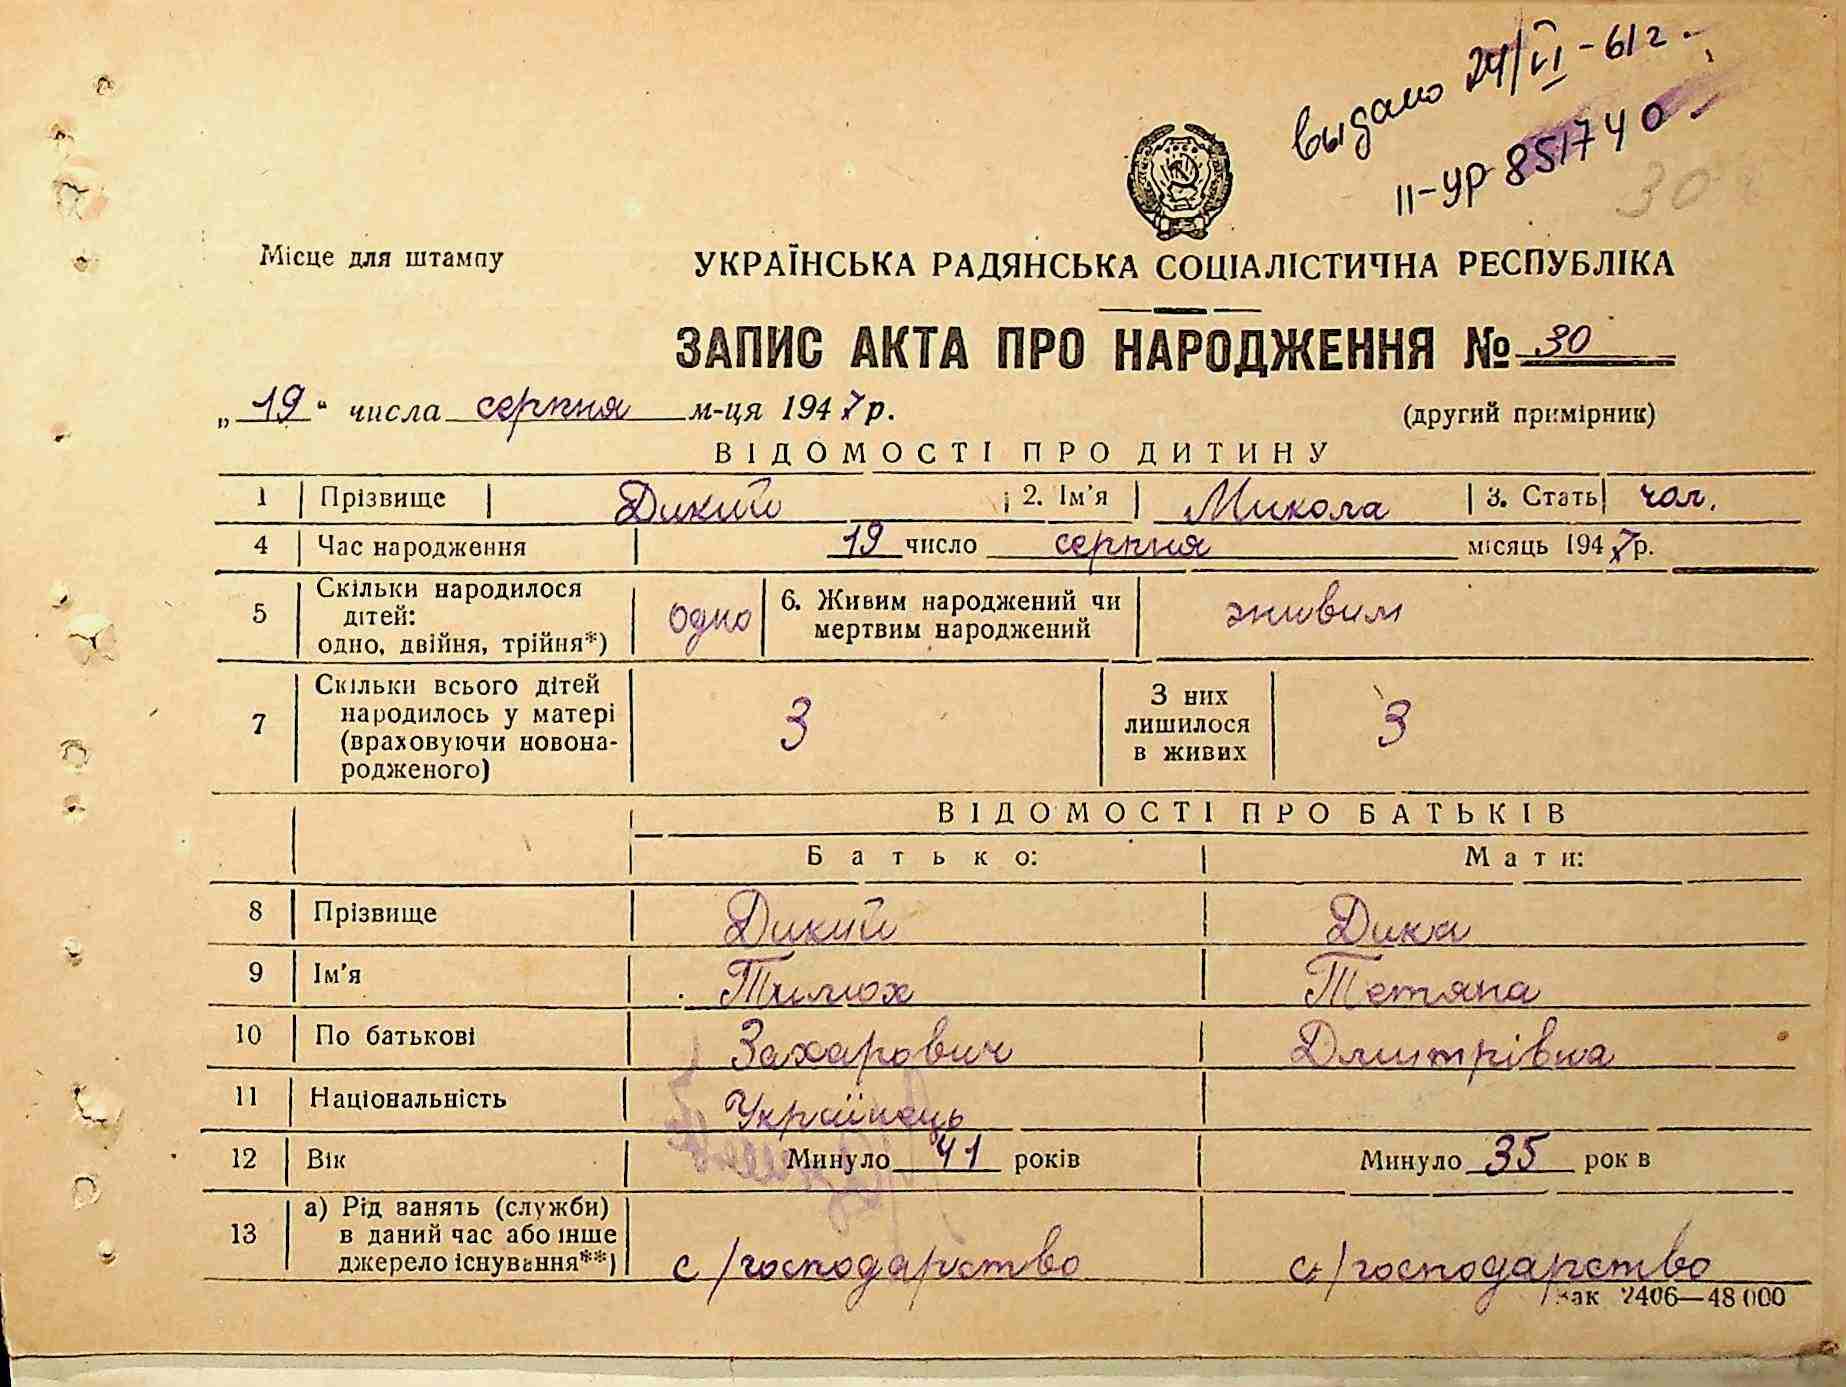 выдано 24/VI-61г.
II-УР 851740
30
Місце для штампу
УКРАЇНСЬКА РАДЯНСЬКА СОЦІАЛІСТИЧНА РЕСПУБЛІКА
ЗАПИС АКТА ПРО НАРОДЖЕННЯ № 30
„19“ числа серпня м-ця 1947 р.
(другий примірник)
ВІДОМОСТІ ПРО ДИТИНУ
1 Прізвище Дикий 2. Ім'я Микола 3. Стать чол.
4 Час народження 19 число серпня місяць 1947 р.
5 Скільки народилося дітей: одно, двійня, трійня*) одно 6. Живим народжений чи мертвим народжений живим
7 Скільки всього дітей народилось у матері (враховуючи новонародженого) 3 З них лишилося в живих 3
ВІДОМОСТІ ПРО БАТЬКІВ
Батько: Мати:
8 Прізвище Дикий Дика
9 Ім'я Тимох Тетяна
10 По батькові Захарович Дмитрівна
11 Національність Українець
12 Вік Минуло 41 років Минуло 35 рок в
13 а) Рід занять (служби) в даний час або інше джерело існування**) с/господарство с/господарство
Зак 2406—48 000